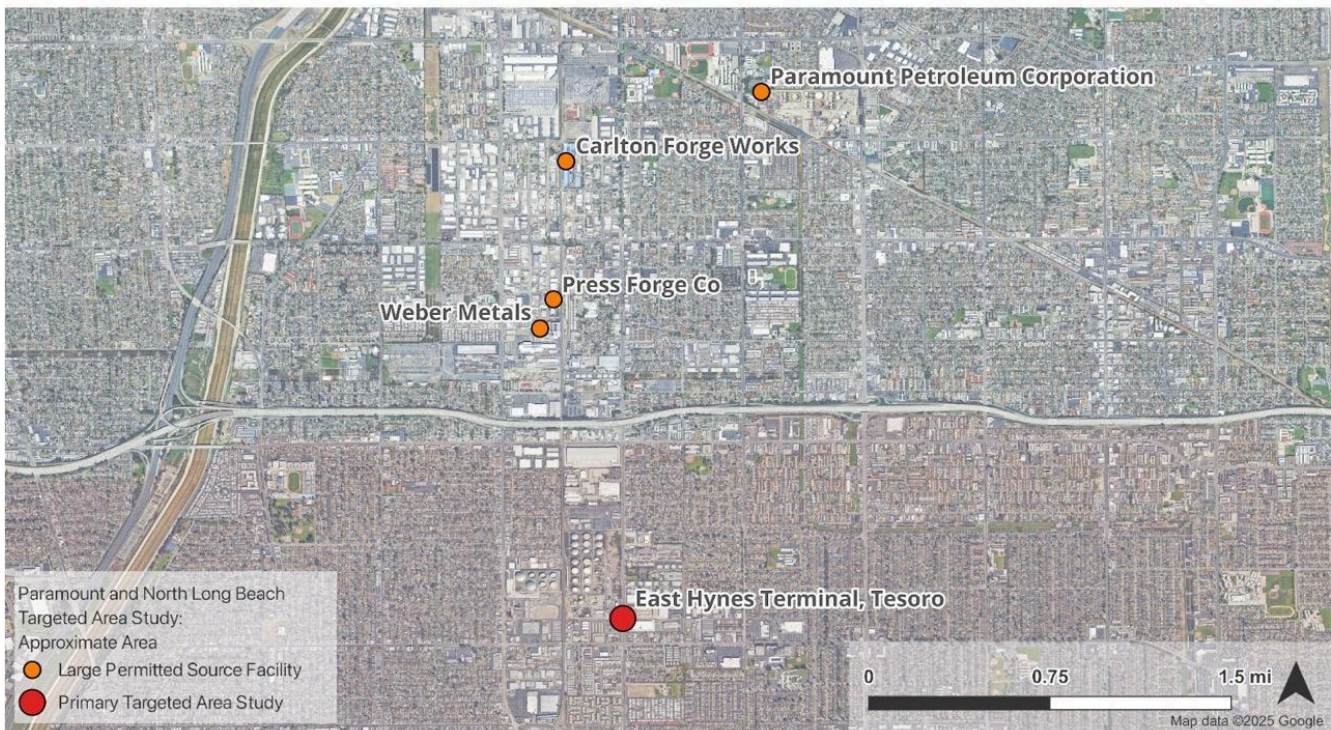 Paramount Petroleum Corporation
Carlton Forge Works
Press Forge Co
Weber Metals
East Hynes Terminal, Tesoro
Paramount and North Long Beach
Targeted Area Study:
Approximate Area
Large Permitted Source Facility
Primary Targeted Area Study
0 0.75 1.5 mi
Map data ©2025 Google